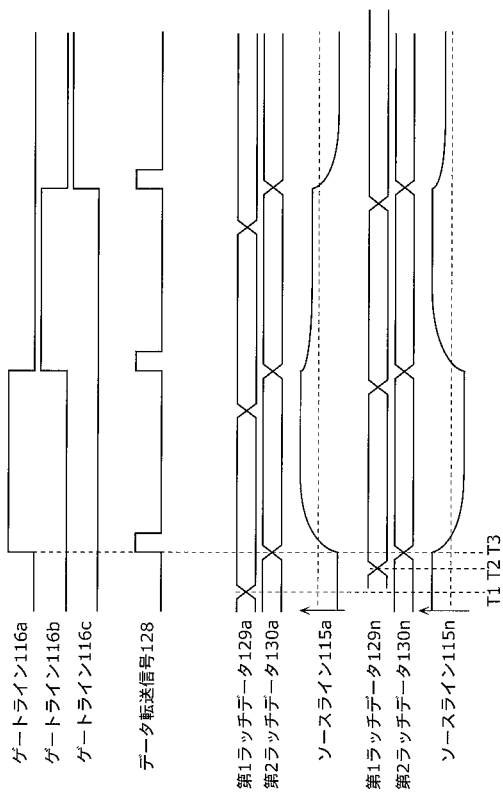 ゲートライン116a
ゲートライン116b
ゲートライン116c
データ転送信号128
第1ラッチデータ129a
第2ラッチデータ130a
ソースライン115a
第1ラッチデータ129n
第2ラッチデータ130n
ソースライン115n
T1 T2 T3